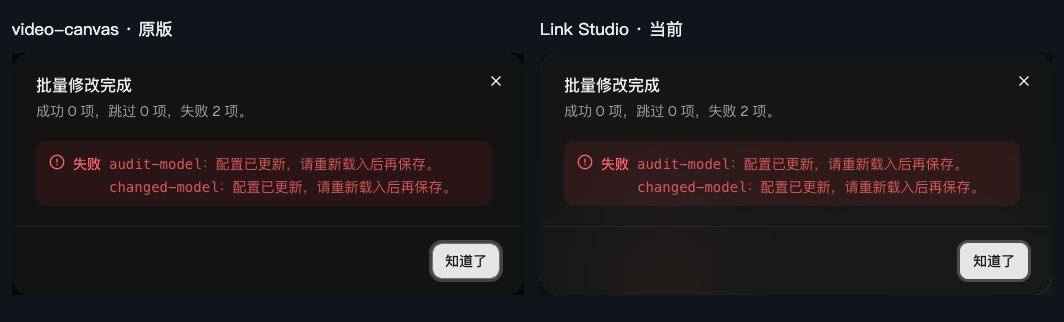 video-canvas · 原版
批量修改完成
成功 0 项，跳过 0 项，失败 2 项。
失败 audit-model: 配置已更新，请重新载入后再保存。
changed-model: 配置已更新，请重新载入后再保存。
知道了
Link Studio · 当前
批量修改完成
成功 0 项，跳过 0 项，失败 2 项。
失败 audit-model: 配置已更新，请重新载入后再保存。
changed-model: 配置已更新，请重新载入后再保存。
知道了